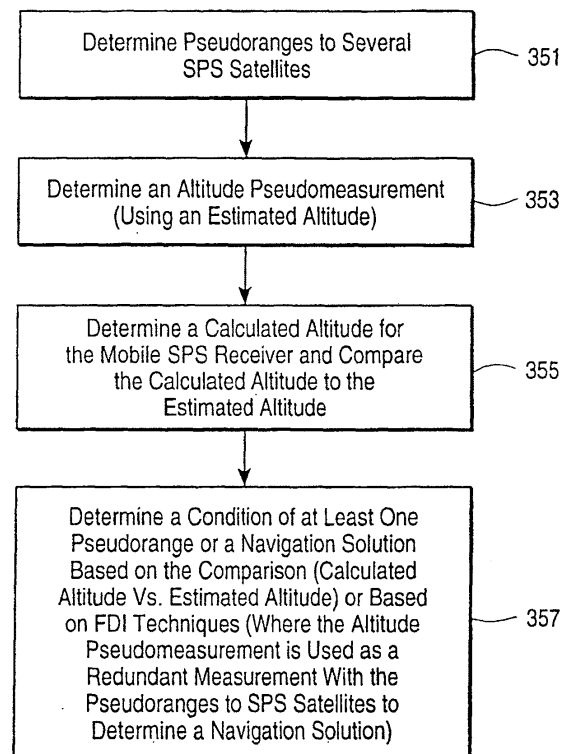 Determine Pseudoranges to Several
SPS Satellites
351
Determine an Altitude Pseudomeasurement
(Using an Estimated Altitude)
353
Determine a Calculated Altitude for
the Mobile SPS Receiver and Compare
the Calculated Altitude to the
Estimated Altitude
355
Determine a Condition of at Least One
Pseudorange or a Navigation Solution
Based on the Comparison (Calculated
Altitude Vs. Estimated Altitude) or Based
on FDI Techniques (Where the Altitude
Pseudomeasurement is Used as a
Redundant Measurement With the
Pseudoranges to SPS Satellites to
Determine a Navigation Solution)
357